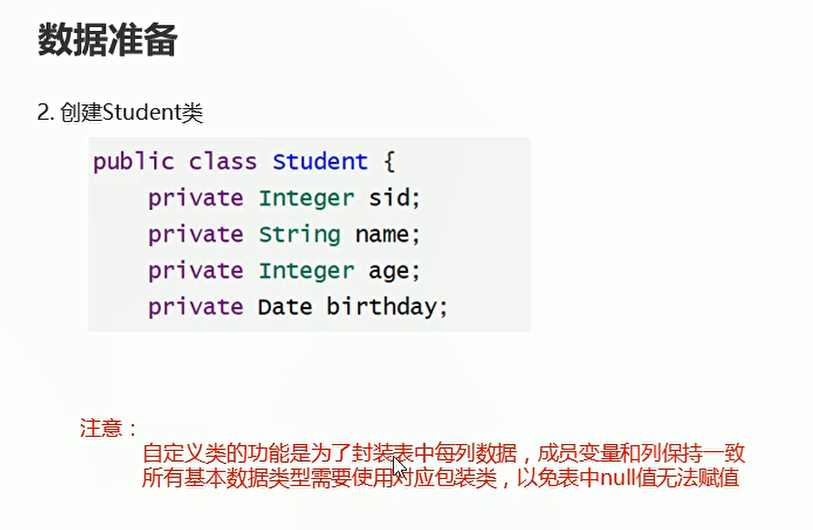 数据准备
2. 创建Student类
public class Student {
private Integer sid;
private String name;
private Integer age;
private Date birthday;
注意：
自定义类的功能是为了封装表中每列数据，成员变量和列保持一致
所有基本数据类型需要使用对应包装类，以免表中null值无法赋值